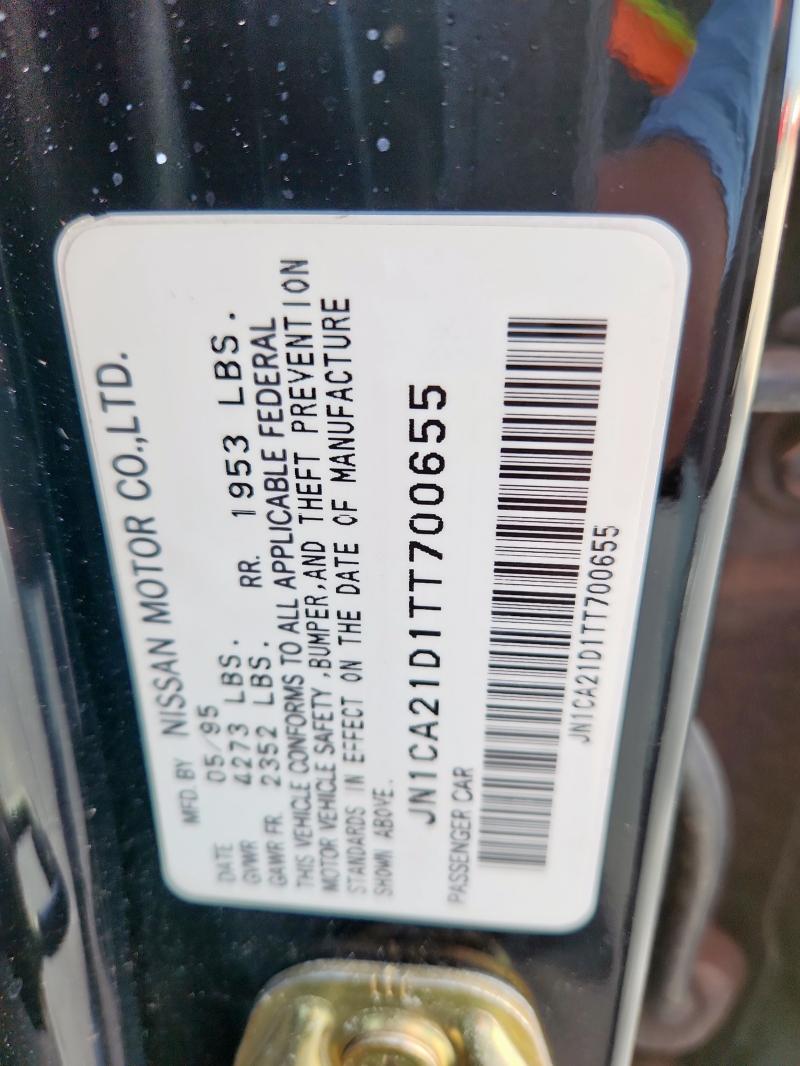 MFD.BY NISSAN MOTOR CO.,LTD.
DATE 05/95
GVWR 4273 LBS.
GAWR FR. 2352 LBS. RR. 1953 LBS.
THIS VEHICLE CONFORMS TO ALL APPLICABLE FEDERAL
MOTOR VEHICLE SAFETY ,BUMPER,AND THEFT PREVENTION
STANDARDS IN EFFECT ON THE DATE OF MANUFACTURE
SHOWN ABOVE.
JN1CA21D1TT700655
PASSENGER CAR
JN1CA21D1TT700655